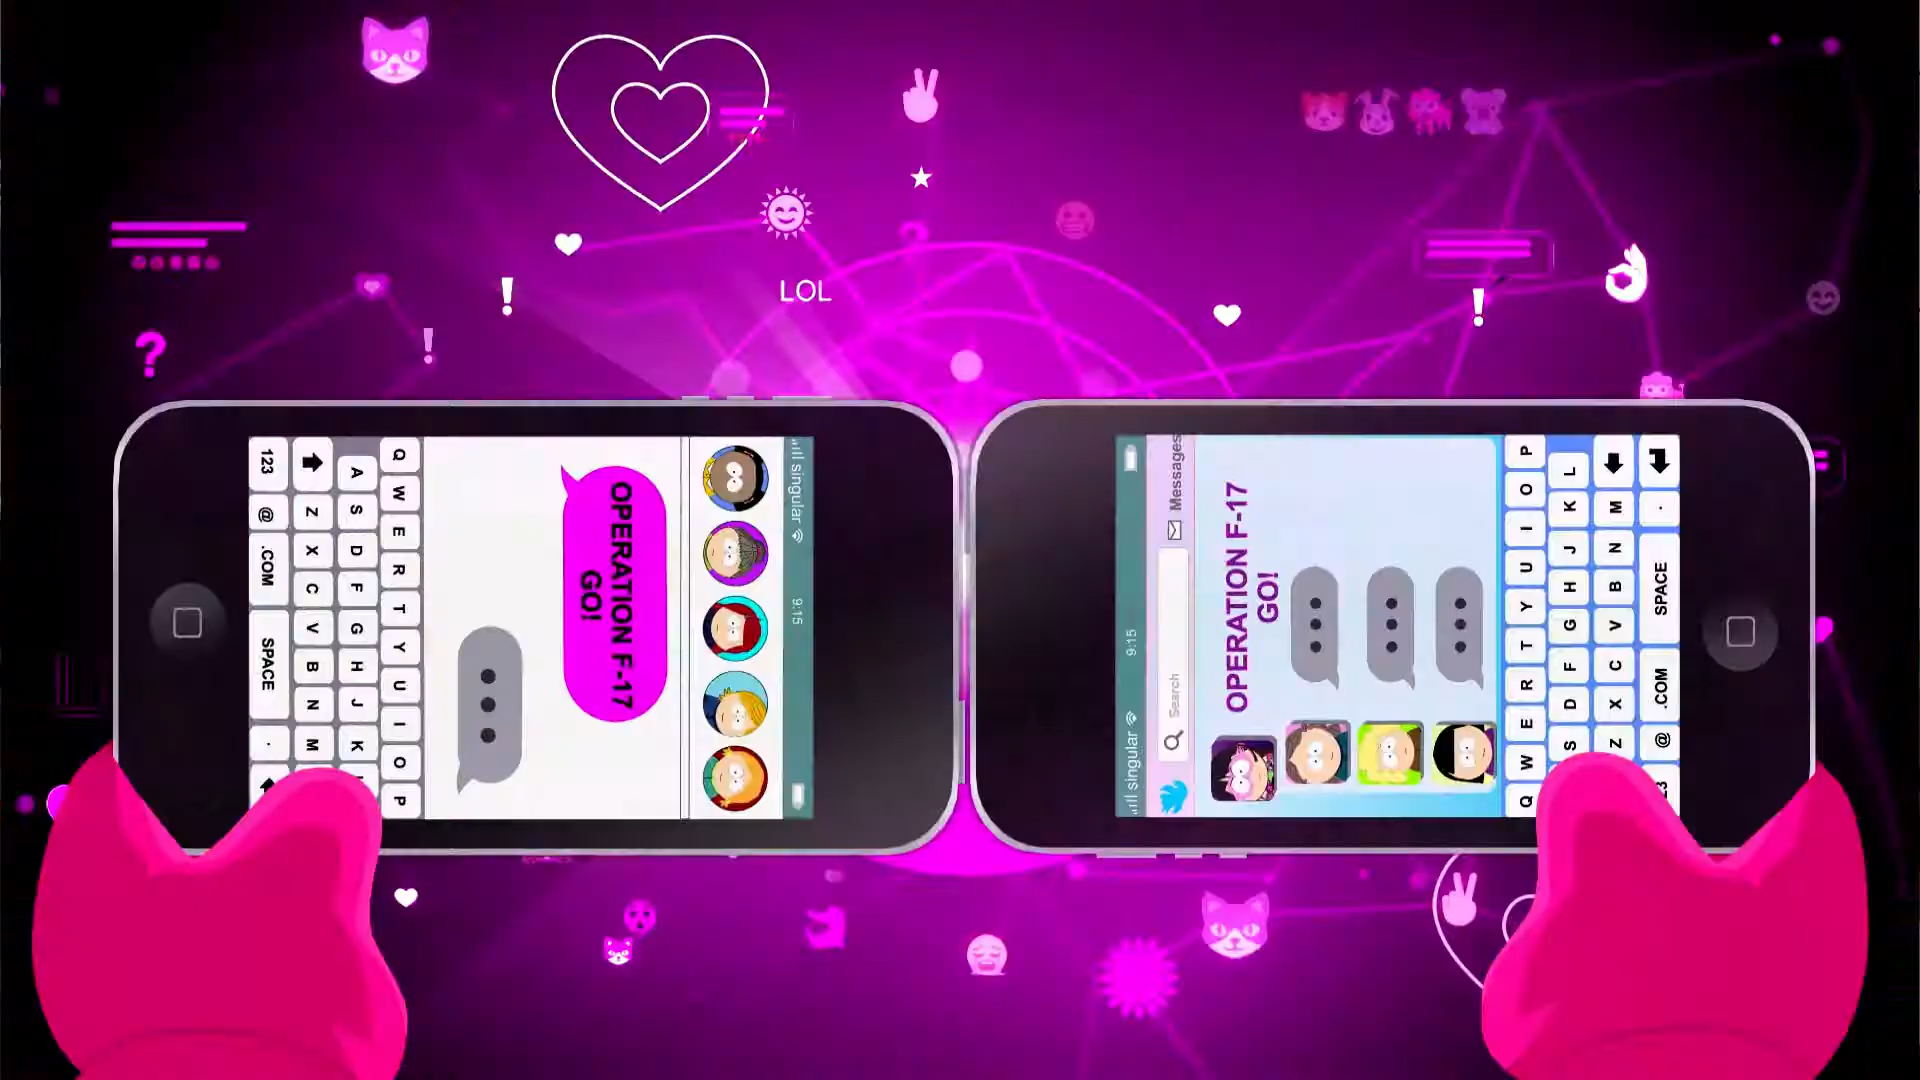 LOL
?
!
!
!
singular 9:15
OPERATION F-17
GO!
Q W E R T Y U I O P
A S D F G H J K
Z X C V B N M
123 @ .COM SPACE .
singular 9:15
Search Messages
OPERATION F-17
GO!
Q W E R T Y U I O P
S D F G H J K L
Z X C V B N M
23 @ .COM SPACE .